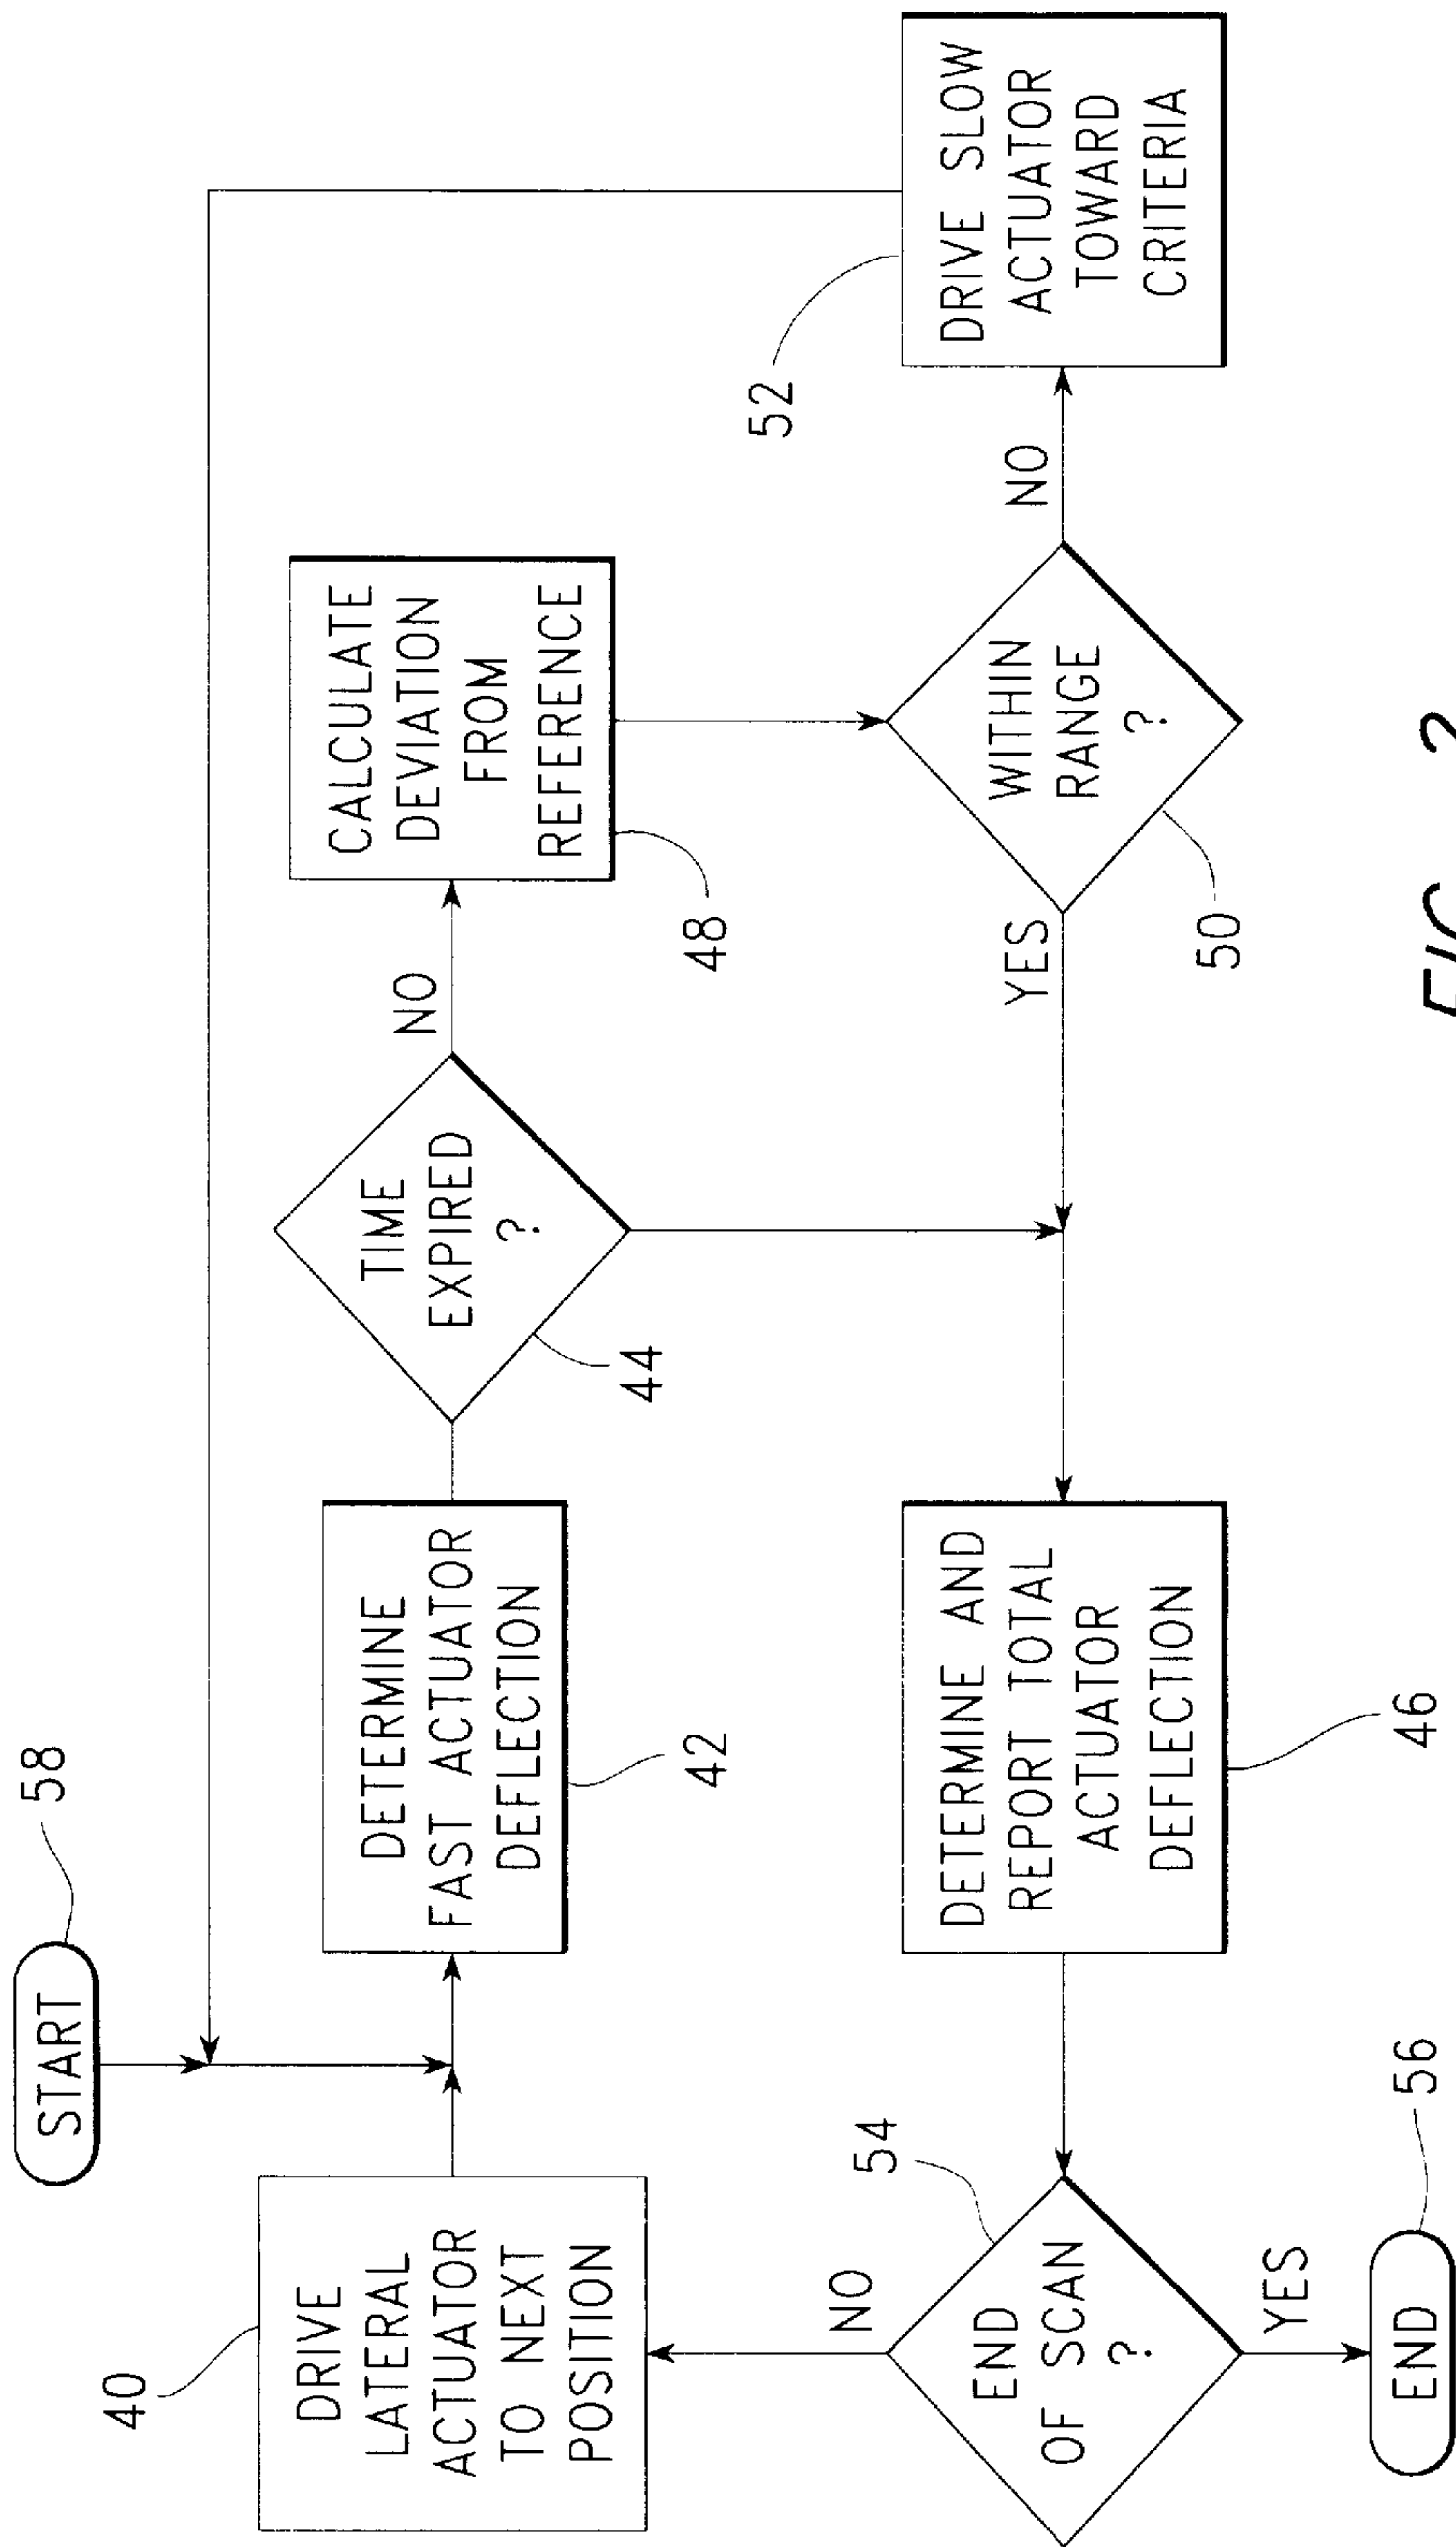 START
58
40
DRIVE
LATERAL
ACTUATOR
TO NEXT
POSITION
DETERMINE
FAST ACTUATOR
DEFLECTION
42
TIME
EXPIRED
?
44
NO
CALCULATE
DEVIATION
FROM
REFERENCE
48
WITHIN
RANGE
?
50
YES
NO
DRIVE SLOW
ACTUATOR
TOWARD
CRITERIA
52
DETERMINE AND
REPORT TOTAL
ACTUATOR
DEFLECTION
46
END
OF SCAN
?
54
NO
YES
END
56
FIG. 2